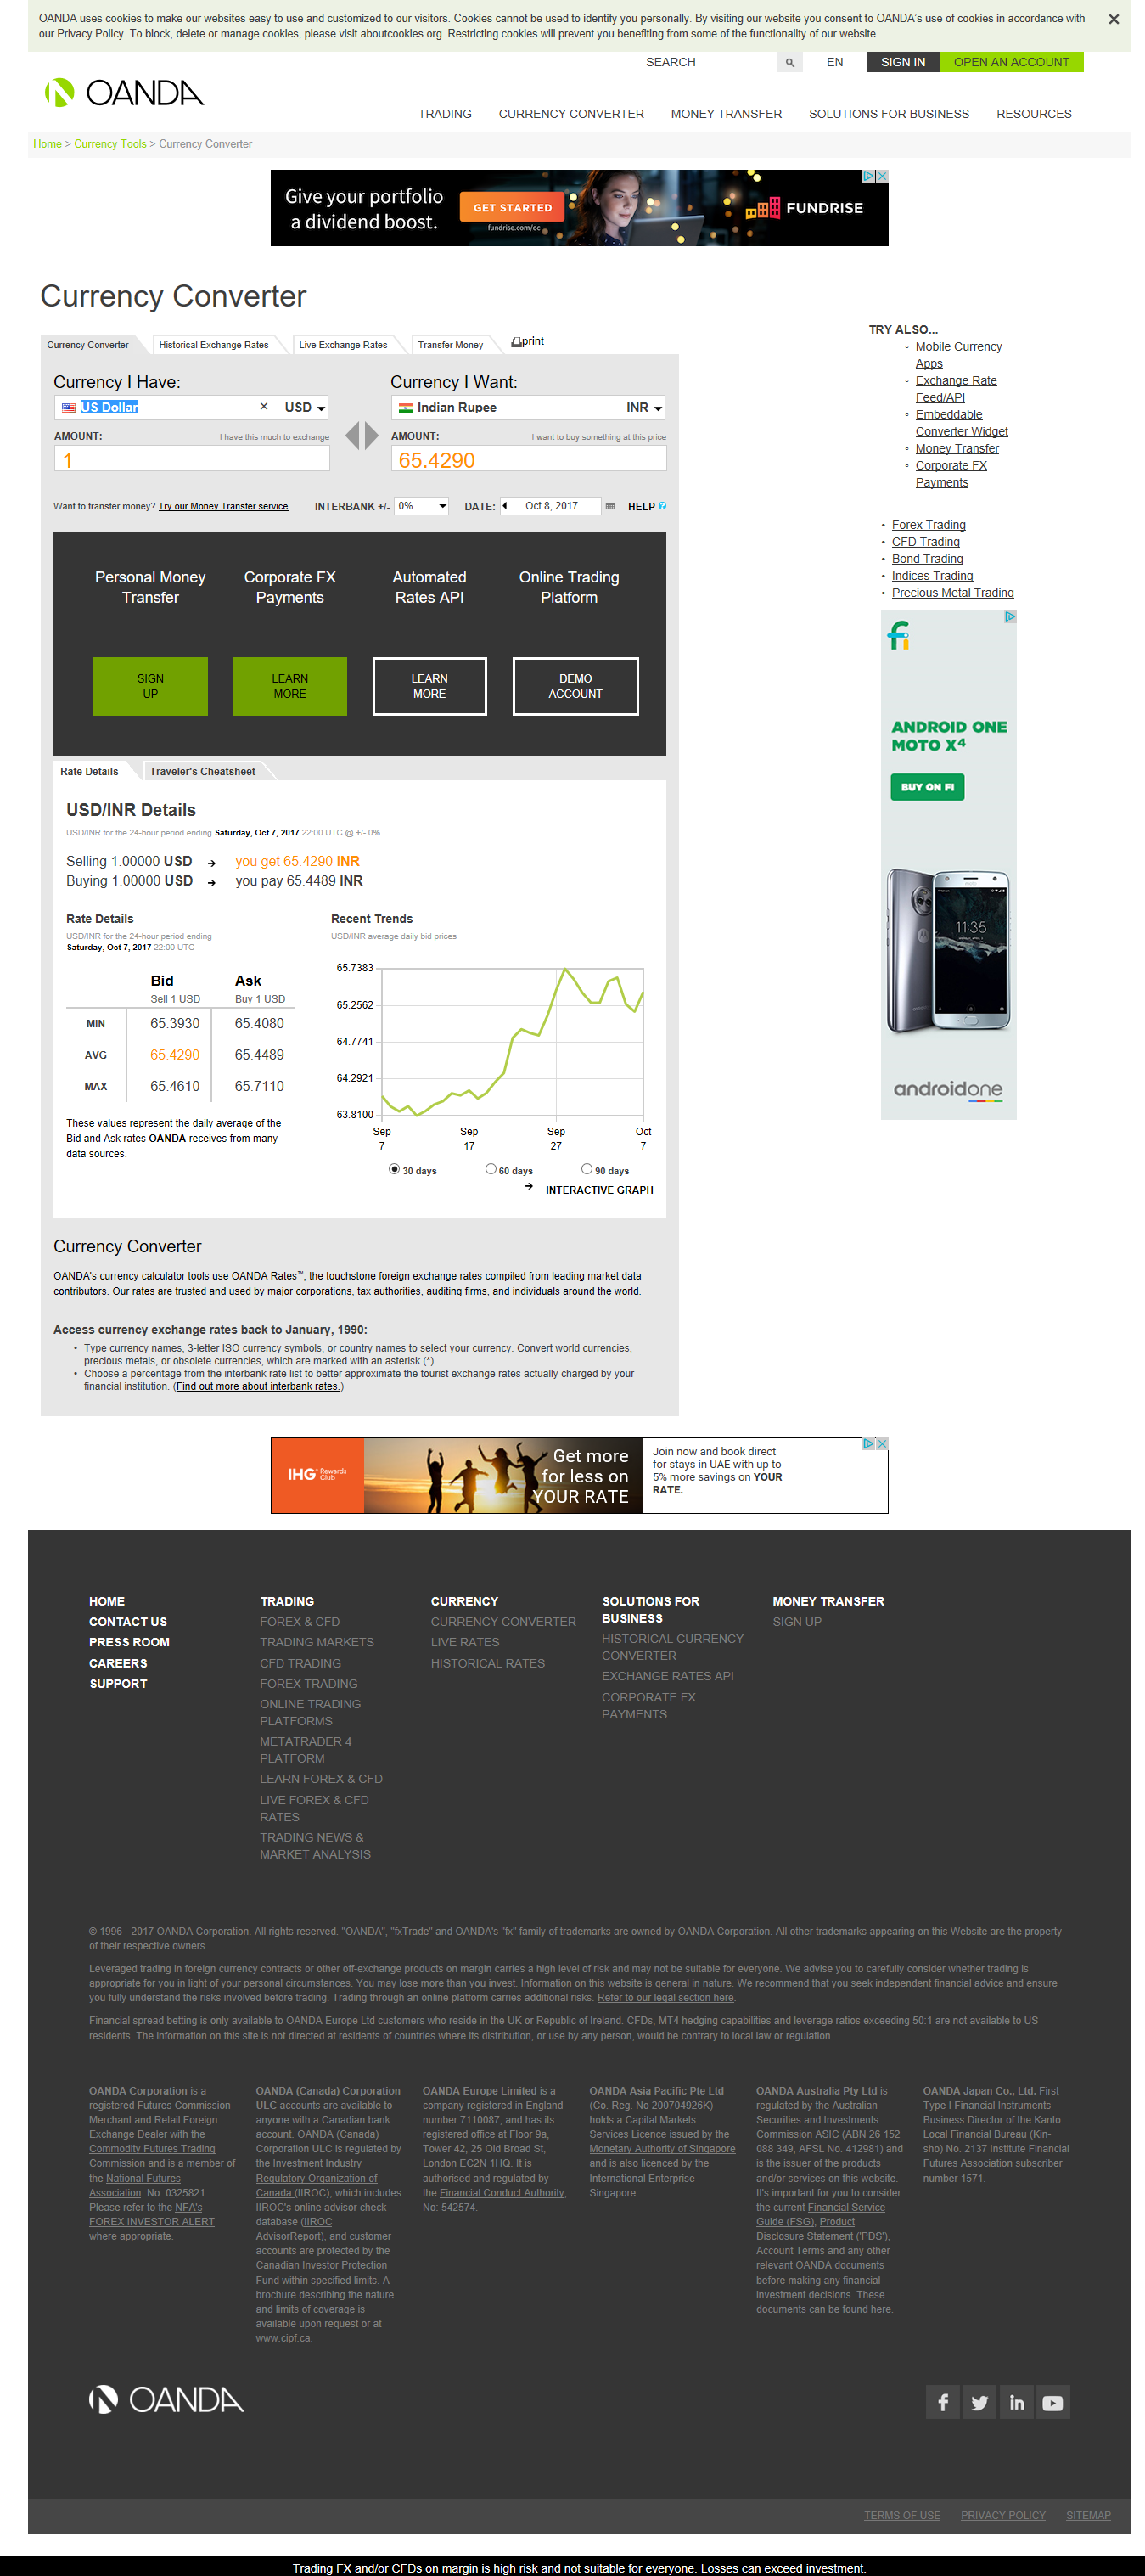 OANDA uses cookies to make our websites easy to use and customized to our visitors. Cookies cannot be used to identify you personally. By visiting our website you consent to OANDA's use of cookies in accordance with
our Privacy Policy. To block, delete or manage cookies, please visit aboutcookies.org. Restricting cookies will prevent you benefiting from some of the functionality of our website.
SEARCH EN SIGN IN OPEN AN ACCOUNT
OANDA
TRADING CURRENCY CONVERTER MONEY TRANSFER SOLUTIONS FOR BUSINESS RESOURCES
Home > Currency Tools > Currency Converter
Give your portfolio
a dividend boost.
GET STARTED
fundrise.com/oc
FUNDRISE
Currency Converter
Currency Converter Historical Exchange Rates Live Exchange Rates Transfer Money print
Currency I Have: Currency I Want:
US Dollar USD Indian Rupee INR
AMOUNT: I have this much to exchange AMOUNT: I want to buy something at this price
1 65.4290
Want to transfer money? Try our Money Transfer service INTERBANK +/- 0% DATE: Oct 8, 2017 HELP
Personal Money
Transfer
Corporate FX
Payments
Automated
Rates API
Online Trading
Platform
SIGN
UP
LEARN
MORE
LEARN
MORE
DEMO
ACCOUNT
Rate Details Traveler's Cheatsheet
USD/INR Details
USD/INR for the 24-hour period ending Saturday, Oct 7, 2017 22:00 UTC @ +/- 0%
Selling 1.00000 USD you get 65.4290 INR
Buying 1.00000 USD you pay 65.4489 INR
Rate Details
USD/INR for the 24-hour period ending
Saturday, Oct 7, 2017 22:00 UTC
Bid Ask
Sell 1 USD Buy 1 USD
MIN 65.3930 65.4080
AVG 65.4290 65.4489
MAX 65.4610 65.7110
These values represent the daily average of the
Bid and Ask rates OANDA receives from many
data sources.
Recent Trends
USD/INR average daily bid prices
65.7383
65.2562
64.7741
64.2921
63.8100
Sep Sep Sep Oct
7 17 27 7
30 days 60 days 90 days
INTERACTIVE GRAPH
Currency Converter
OANDA's currency calculator tools use OANDA Rates™, the touchstone foreign exchange rates compiled from leading market data
contributors. Our rates are trusted and used by major corporations, tax authorities, auditing firms, and individuals around the world.
Access currency exchange rates back to January, 1990:
• Type currency names, 3-letter ISO currency symbols, or country names to select your currency. Convert world currencies,
precious metals, or obsolete currencies, which are marked with an asterisk (*).
• Choose a percentage from the interbank rate list to better approximate the tourist exchange rates actually charged by your
financial institution. (Find out more about interbank rates.)
TRY ALSO...
Mobile Currency
Apps
Exchange Rate
Feed/API
Embeddable
Converter Widget
Money Transfer
Corporate FX
Payments
• Forex Trading
• CFD Trading
• Bond Trading
• Indices Trading
• Precious Metal Trading
fi
ANDROID ONE
MOTO X4
BUY ON FI
11:35
androidone
IHG® Rewards
Club
Get more
for less on
YOUR RATE
Join now and book direct
for stays in UAE with up to
5% more savings on YOUR
RATE.
HOME
CONTACT US
PRESS ROOM
CAREERS
SUPPORT
TRADING
FOREX & CFD
TRADING MARKETS
CFD TRADING
FOREX TRADING
ONLINE TRADING
PLATFORMS
METATRADER 4
PLATFORM
LEARN FOREX & CFD
LIVE FOREX & CFD
RATES
TRADING NEWS &
MARKET ANALYSIS
CURRENCY
CURRENCY CONVERTER
LIVE RATES
HISTORICAL RATES
SOLUTIONS FOR
BUSINESS
HISTORICAL CURRENCY
CONVERTER
EXCHANGE RATES API
CORPORATE FX
PAYMENTS
MONEY TRANSFER
SIGN UP
© 1996 - 2017 OANDA Corporation. All rights reserved. "OANDA", "fxTrade" and OANDA's "fx" family of trademarks are owned by OANDA Corporation. All other trademarks appearing on this Website are the property
of their respective owners.
Leveraged trading in foreign currency contracts or other off-exchange products on margin carries a high level of risk and may not be suitable for everyone. We advise you to carefully consider whether trading is
appropriate for you in light of your personal circumstances. You may lose more than you invest. Information on this website is general in nature. We recommend that you seek independent financial advice and ensure
you fully understand the risks involved before trading. Trading through an online platform carries additional risks. Refer to our legal section here.
Financial spread betting is only available to OANDA Europe Ltd customers who reside in the UK or Republic of Ireland. CFDs, MT4 hedging capabilities and leverage ratios exceeding 50:1 are not available to US
residents. The information on this site is not directed at residents of countries where its distribution, or use by any person, would be contrary to local law or regulation.
OANDA Corporation is a
registered Futures Commission
Merchant and Retail Foreign
Exchange Dealer with the
Commodity Futures Trading
Commission and is a member of
the National Futures
Association. No: 0325821.
Please refer to the NFA's
FOREX INVESTOR ALERT
where appropriate.
OANDA (Canada) Corporation
ULC accounts are available to
anyone with a Canadian bank
account. OANDA (Canada)
Corporation ULC is regulated by
the Investment Industry
Regulatory Organization of
Canada (IIROC), which includes
IIROC's online advisor check
database (IIROC
AdvisorReport), and customer
accounts are protected by the
Canadian Investor Protection
Fund within specified limits. A
brochure describing the nature
and limits of coverage is
available upon request or at
www.cipf.ca.
OANDA Europe Limited is a
company registered in England
number 7110087, and has its
registered office at Floor 9a,
Tower 42, 25 Old Broad St,
London EC2N 1HQ. It is
authorised and regulated by
the Financial Conduct Authority,
No: 542574.
OANDA Asia Pacific Pte Ltd
(Co. Reg. No 200704926K)
holds a Capital Markets
Services Licence issued by the
Monetary Authority of Singapore
and is also licenced by the
International Enterprise
Singapore.
OANDA Australia Pty Ltd is
regulated by the Australian
Securities and Investments
Commission ASIC (ABN 26 152
088 349, AFSL No. 412981) and
is the issuer of the products
and/or services on this website.
It's important for you to consider
the current Financial Service
Guide (FSG), Product
Disclosure Statement ('PDS'),
Account Terms and any other
relevant OANDA documents
before making any financial
investment decisions. These
documents can be found here.
OANDA Japan Co., Ltd. First
Type I Financial Instruments
Business Director of the Kanto
Local Financial Bureau (Kin-
sho) No. 2137 Institute Financial
Futures Association subscriber
number 1571.
OANDA
TERMS OF USE PRIVACY POLICY SITEMAP
Trading FX and/or CFDs on margin is high risk and not suitable for everyone. Losses can exceed investment.